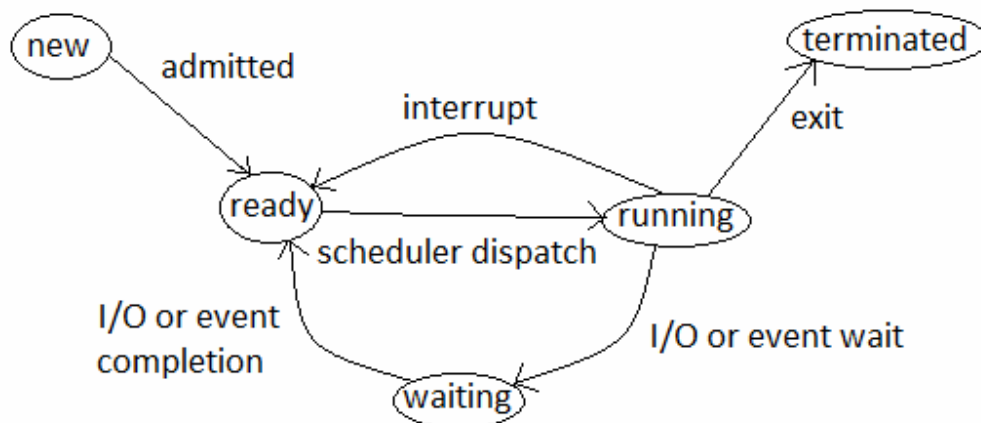 new
terminated
admitted
interrupt
exit
ready
running
scheduler dispatch
I/O or event
completion
I/O or event wait
waiting